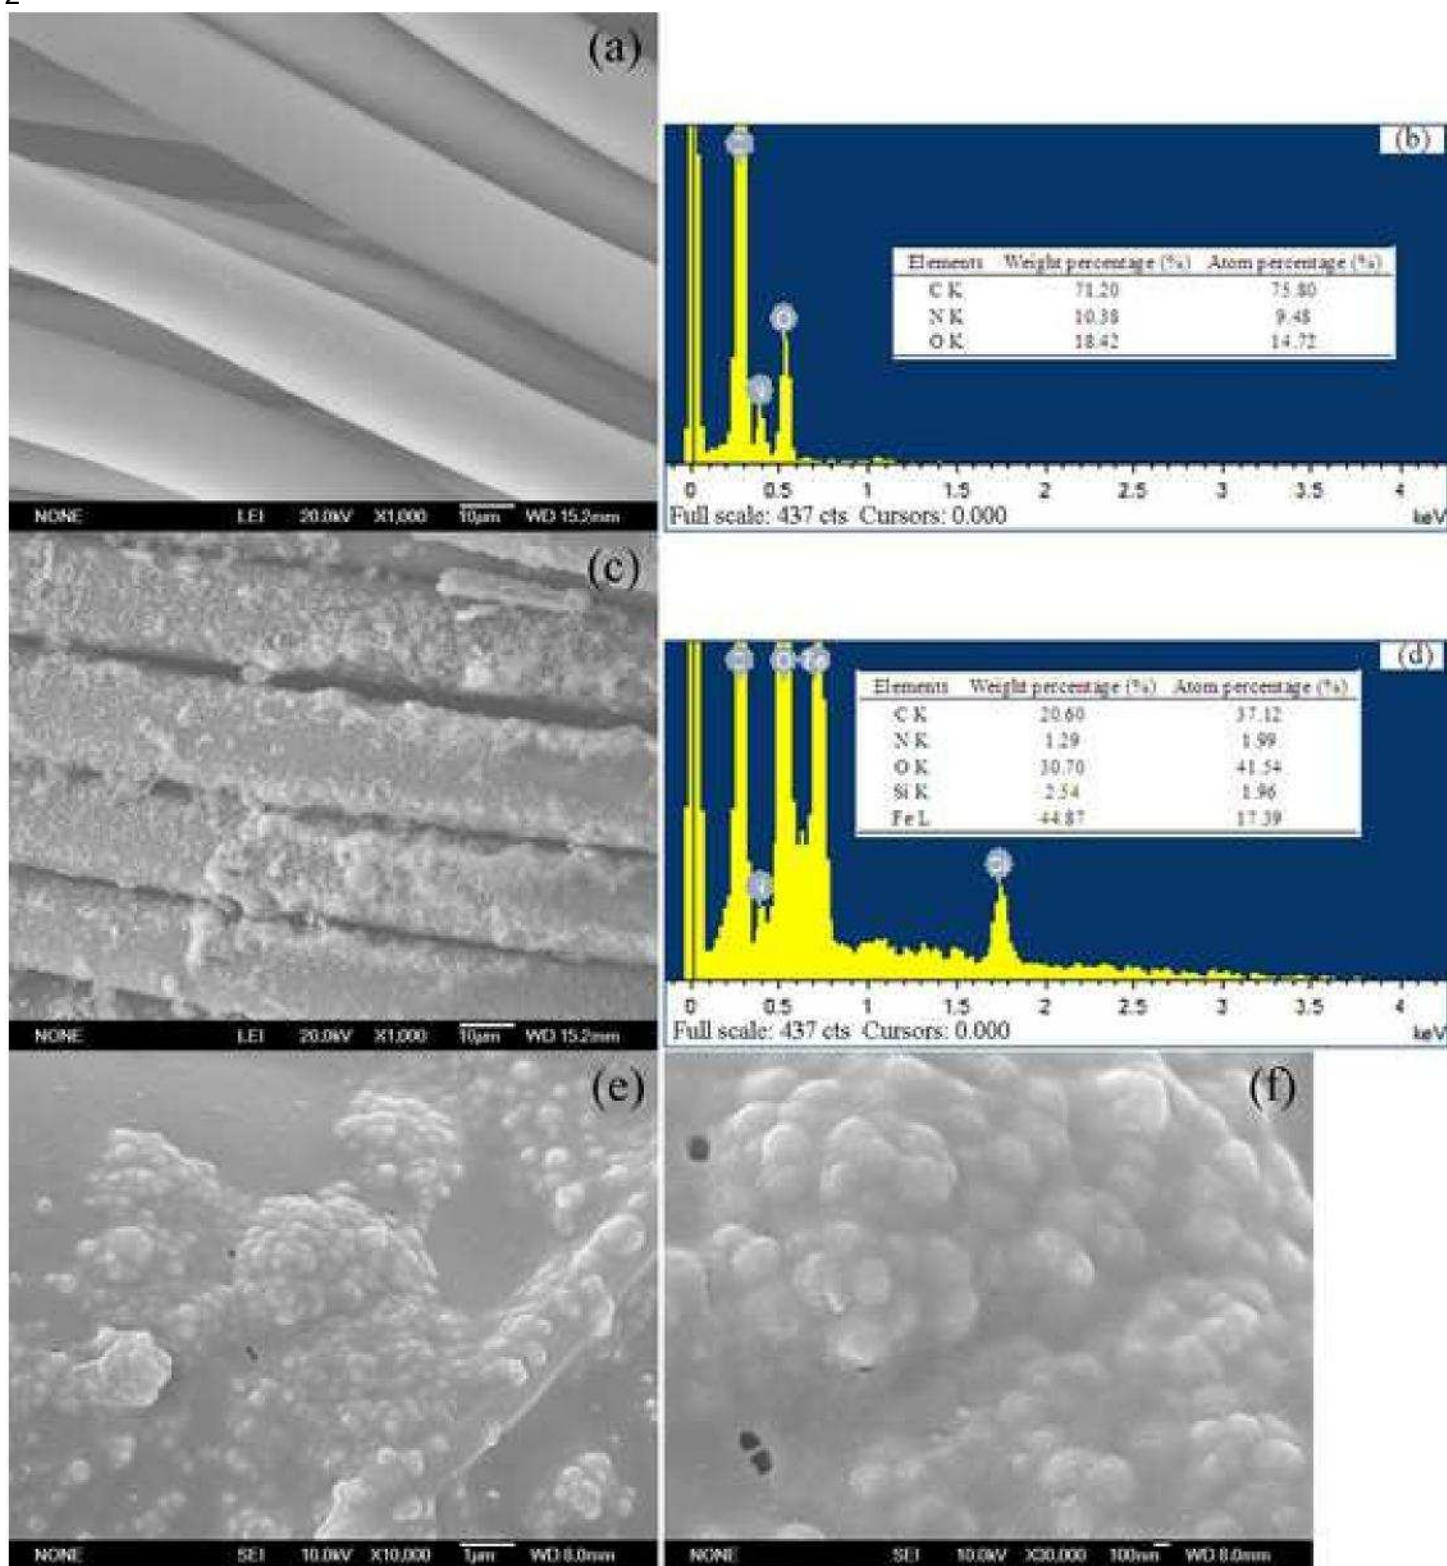 2
(a)
NONE LEI 20.0kV X1,000 10μm WD 15.2mm
(b)
Elements Weight percentage (%) Atom percentage (%)
C K 71.20 75.80
N K 10.38 9.48
O K 18.42 14.72
0 0.5 1 1.5 2 2.5 3 3.5 4
Full scale: 437 cts Cursors: 0.000
keV
(c)
NONE LEI 20.0kV X1,000 10μm WD 15.2mm
(d)
Elements Weight percentage (%) Atom percentage (%)
C K 20.60 37.12
N K 1.29 1.99
O K 30.70 41.54
Si K 2.54 1.96
Fe L 44.87 17.39
0 0.5 1 1.5 2 2.5 3 3.5 4
Full scale: 437 cts Cursors: 0.000
keV
(e)
NONE SEI 10.0kV X10,000 1μm WD 8.0mm
(f)
NONE SEI 10.0kV X30,000 100nm WD 8.0mm